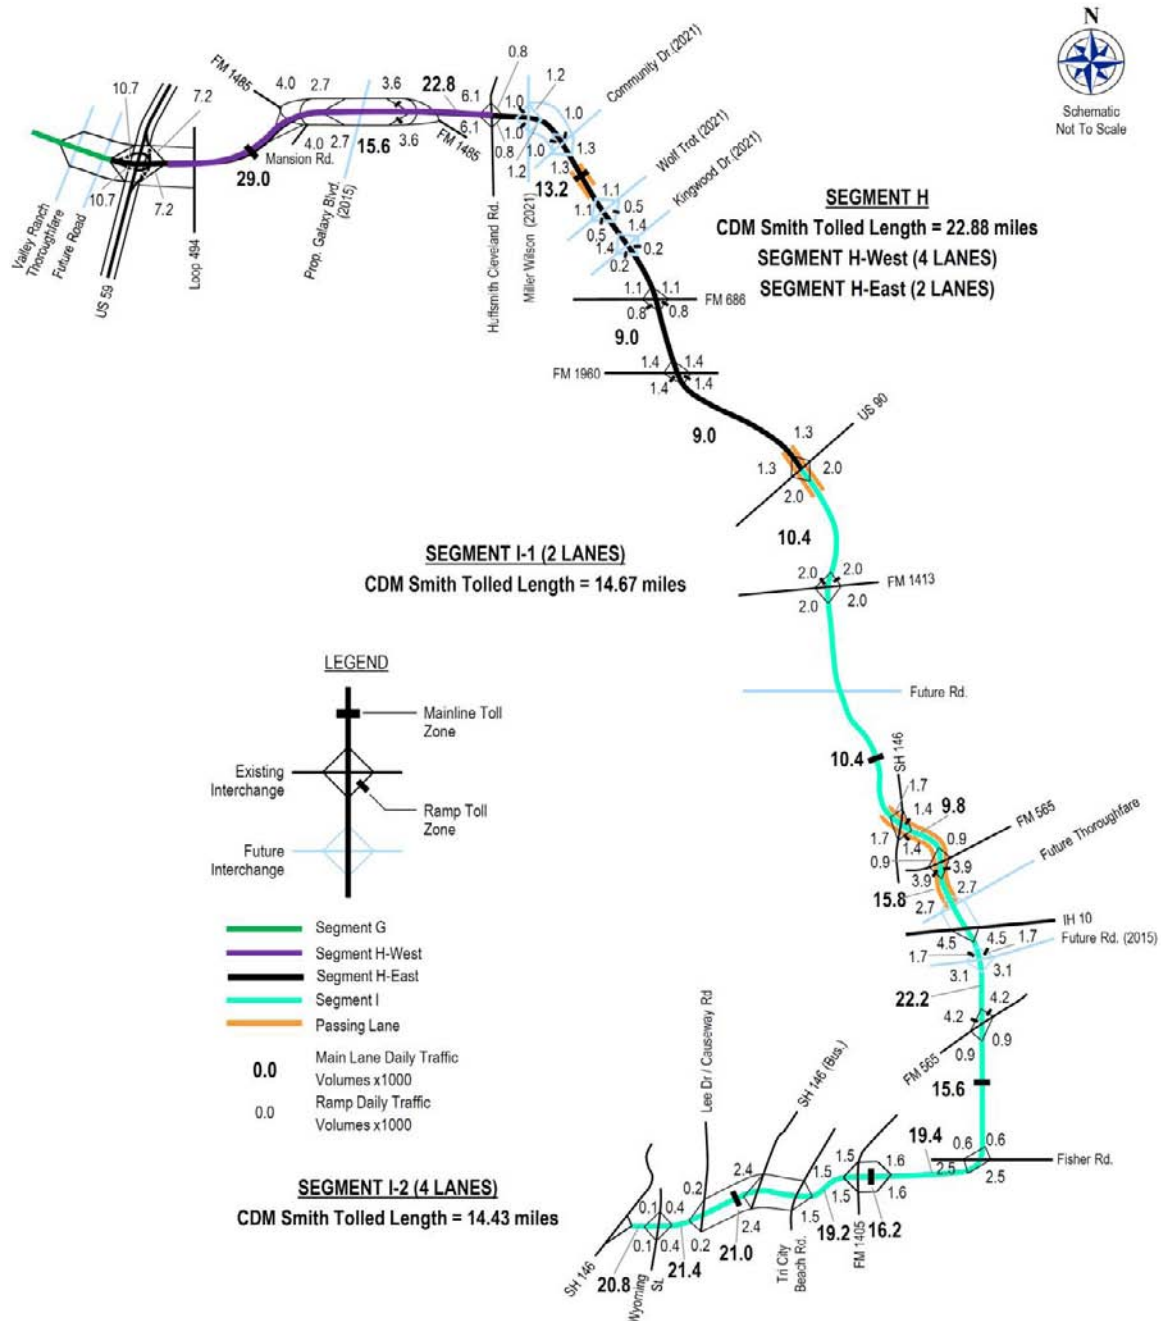 N
Schematic
Not To Scale
0.8
FM 1485
4.0
2.7
3.6
22.8
6.1
1.2
Community Dr.(2021)
10.7
7.2
1.0
1.0
6.1
FM 1485
4.0
2.7
15.6
3.6
0.8
1.0
1.0
1.2
1.3
1.3
13.2
Mansion Rd.
29.0
Wolf Trot (2021)
Kingwood Dr.(2021)
10.7
7.2
1.1
1.1
0.5
0.5
1.4
1.4
0.2
0.2
Valley Ranch
Thoroughfare
Future Road
US 59
Loop 494
Prop. Galaxy Blvd.
(2015)
Huffsmith Cleveland Rd.
Miller Wilson (2021)
SEGMENT H
CDM Smith Tolled Length = 22.88 miles
SEGMENT H-West (4 LANES)
SEGMENT H-East (2 LANES)
1.1
1.1
FM 686
0.8
0.8
9.0
1.4
1.4
FM 1960
1.4
1.4
9.0
US 90
1.3
1.3
2.0
2.0
10.4
SEGMENT I-1 (2 LANES)
CDM Smith Tolled Length = 14.67 miles
2.0
2.0
FM 1413
2.0
2.0
Future Rd.
10.4
SH 146
1.7
1.4
9.8
FM 565
1.7
1.4
0.9
0.9
Future Thoroughfare
3.9
3.9
15.8
2.7
2.7
IH 10
4.5
4.5
1.7
Future Rd. (2015)
1.7
3.1
3.1
22.2
4.2
4.2
0.9
0.9
FM 565
15.6
19.4
0.6
0.6
Fisher Rd.
2.5
2.5
LEGEND
Mainline Toll
Zone
Existing
Interchange
Ramp Toll
Zone
Future
Interchange
Segment G
Segment H-West
Segment H-East
Segment I
Passing Lane
0.0
Main Lane Daily Traffic
Volumes x1000
0.0
Ramp Daily Traffic
Volumes x1000
SEGMENT I-2 (4 LANES)
CDM Smith Tolled Length = 14.43 miles
Lee Dr / Causeway Rd
SH 146 (Bus.)
2.4
1.5
1.5
1.6
0.2
0.1
0.4
2.4
1.5
1.5
1.6
0.1
0.4
0.2
21.0
19.2
16.2
20.8
21.4
SH 146
Wyoming
St.
Tri City
Beach Rd.
FM 1405